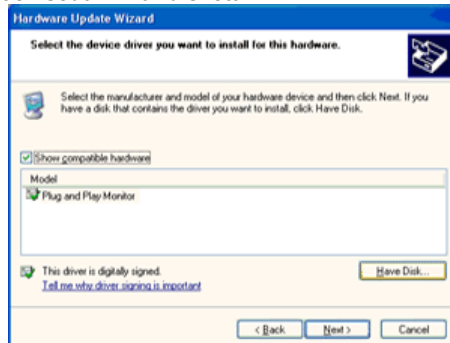 Hardware Update Wizard
Select the device driver you want to install for this hardware.
Select the manufacturer and model of your hardware device and then click Next. If you
have a disk that contains the driver you want to install, click Have Disk.
Show compatible hardware
Model
Plug and Play Monitor
This driver is digitally signed.
Have Disk...
Tell me why driver signing is important
< Back
Next >
Cancel